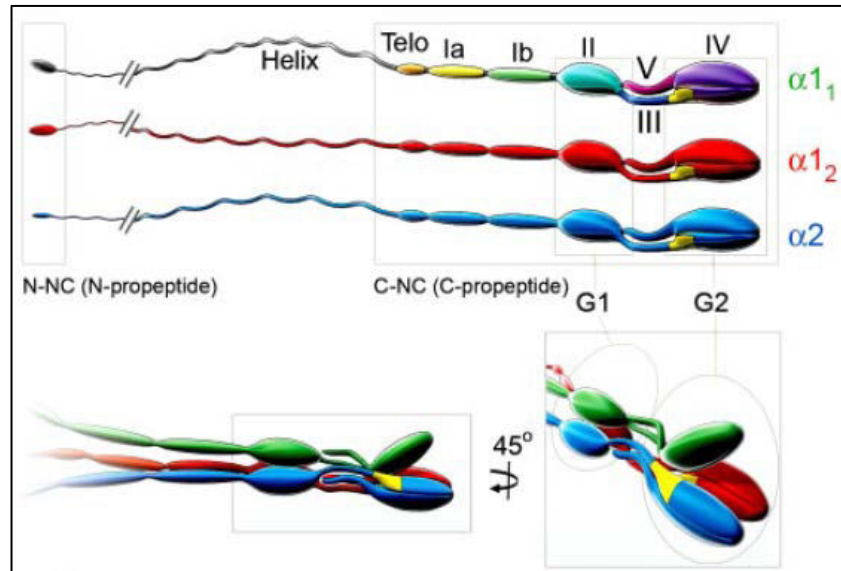 Telo Ia Ib II V IV
Helix
α1₁
III
α1₂
α2
N-NC (N-propeptide) C-NC (C-propeptide) G1 G2
45°